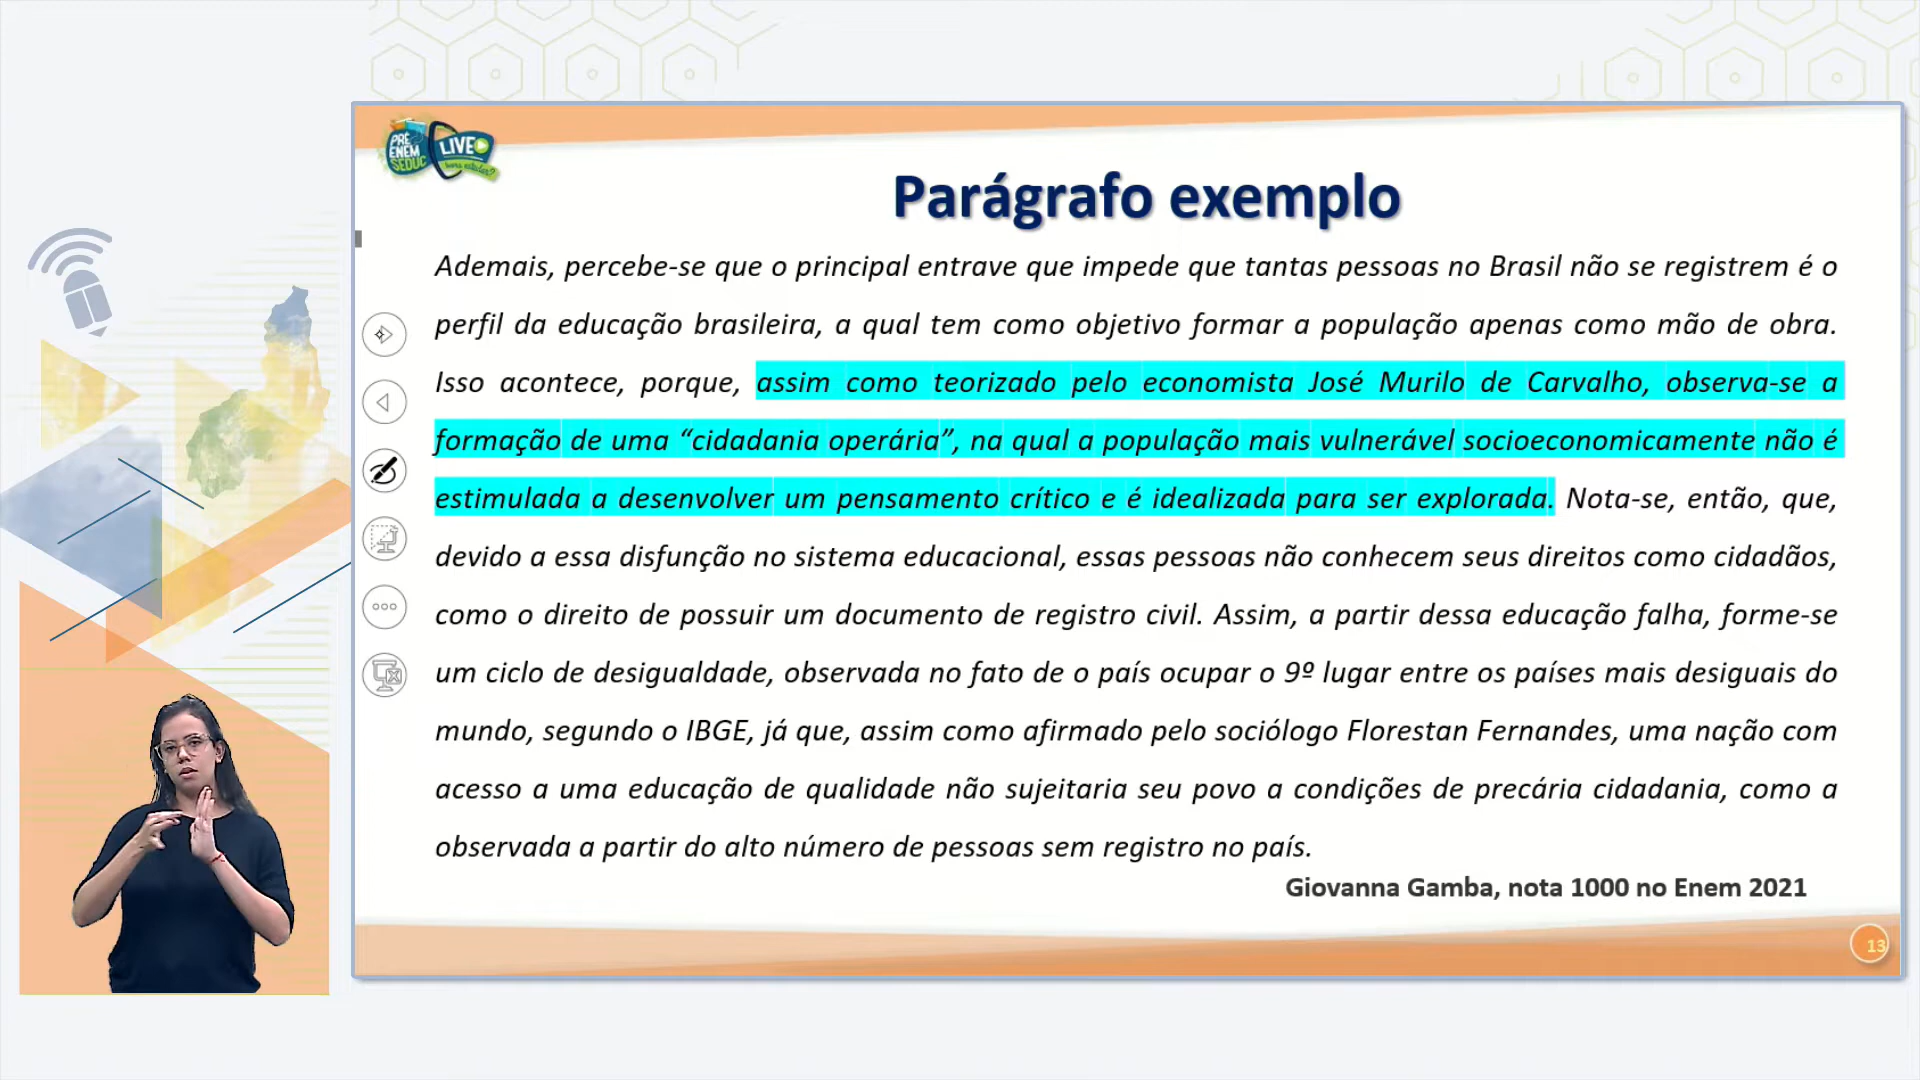 PRÉ
ENEM
SEDUC
LIVE
Bora estudar?
Parágrafo exemplo
Ademais, percebe-se que o principal entrave que impede que tantas pessoas no Brasil não se registrem é o
perfil da educação brasileira, a qual tem como objetivo formar a população apenas como mão de obra.
Isso acontece, porque, assim como teorizado pelo economista José Murilo de Carvalho, observa-se a
formação de uma “cidadania operária”, na qual a população mais vulnerável socioeconomicamente não é
estimulada a desenvolver um pensamento crítico e é idealizada para ser explorada. Nota-se, então, que,
devido a essa disfunção no sistema educacional, essas pessoas não conhecem seus direitos como cidadãos,
como o direito de possuir um documento de registro civil. Assim, a partir dessa educação falha, forme-se
um ciclo de desigualdade, observada no fato de o país ocupar o 9º lugar entre os países mais desiguais do
mundo, segundo o IBGE, já que, assim como afirmado pelo sociólogo Florestan Fernandes, uma nação com
acesso a uma educação de qualidade não sujeitaria seu povo a condições de precária cidadania, como a
observada a partir do alto número de pessoas sem registro no país.
Giovanna Gamba, nota 1000 no Enem 2021
13